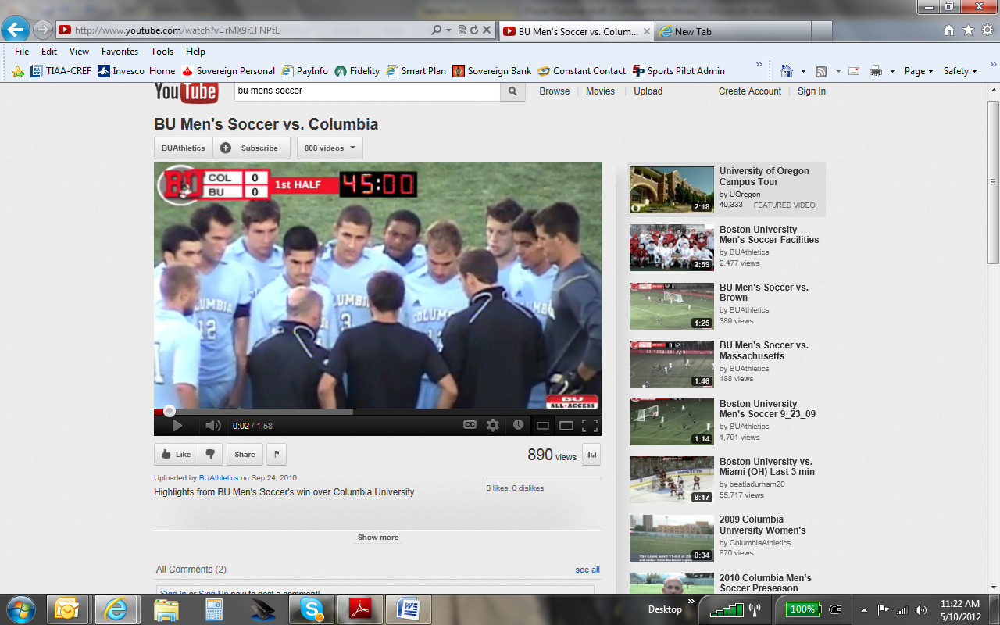 http://www.youtube.com/watch?v=rMX9r1FNPtE
BU Men's Soccer vs. Colum...
New Tab
File Edit View Favorites Tools Help
TIAA-CREF Invesco Home Sovereign Personal PayInfo Fidelity Smart Plan Sovereign Bank Constant Contact Sports Pilot Admin Page Safety
YouTube bu mens soccer Browse Movies Upload Create Account Sign In
BU Men's Soccer vs. Columbia
BUAthletics Subscribe 808 videos
BU
COL 0
BU 0
1st HALF 45:00
UMBIA
12
LUMBIA
3
COLUMB
12
BU
ALL-ACCESS
0:02 / 1:58
CC
Like Share
890 views
Uploaded by BUAthletics on Sep 24, 2010
Highlights from BU Men's Soccer's win over Columbia University
0 likes, 0 dislikes
Show more
All Comments (2) see all
Sign In or Sign Up now to post a comment!
University of Oregon
Campus Tour
by UOregon
40,333 FEATURED VIDEO
2:18
Boston University
Men's Soccer Facilities
by BUAthletics
2,477 views
2:59
BU Men's Soccer vs.
Brown
by BUAthletics
389 views
1:25
BU Men's Soccer vs.
Massachusetts
by BUAthletics
188 views
1:46
Boston University
Men's Soccer 9_23_09
by BUAthletics
1,791 views
1:14
Boston University vs.
Miami (OH) Last 3 min
by beatladurham20
55,717 views
8:17
2009 Columbia
University Women's
by ColumbiaAthletics
870 views
0:34
2010 Columbia Men's
Soccer Preseason
Desktop
100%
11:22 AM
5/10/2012